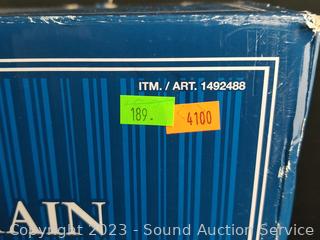 ITM. / ART. 1492488
189.
4100
AIN
Copyright 2023 - Sound Auction Service